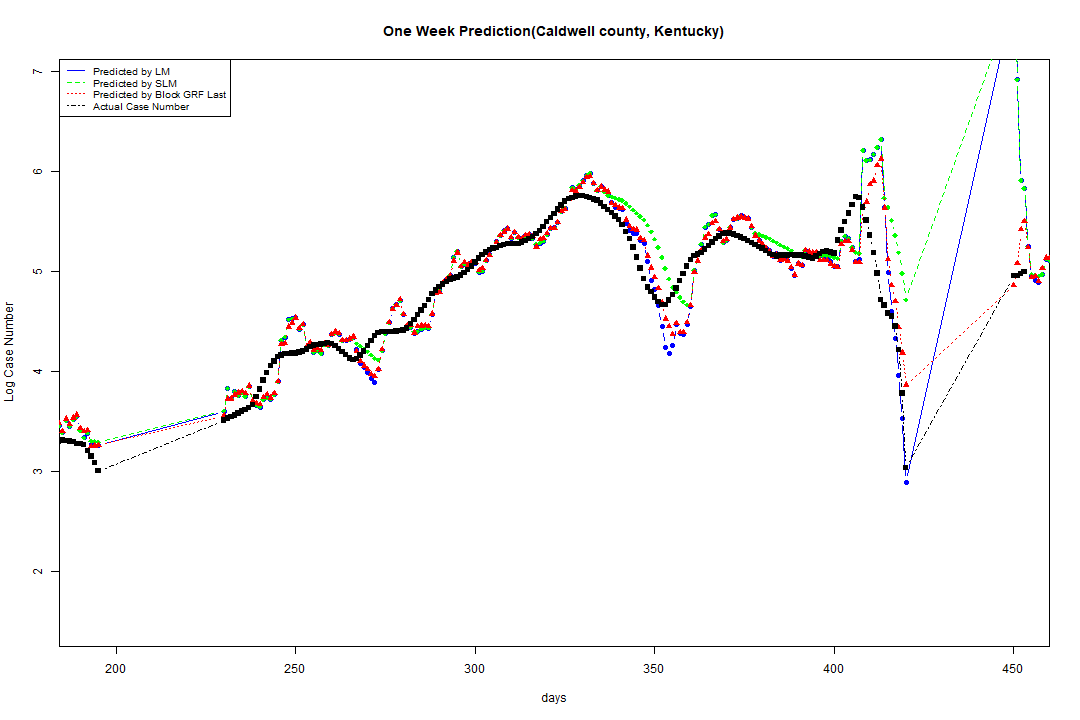 One Week Prediction(Caldwell county, Kentucky)
Predicted by LM
Predicted by SLM
Predicted by Block GRF Last
Actual Case Number
7
6
5
4
3
2
Log Case Number
200 250 300 350 400 450
days